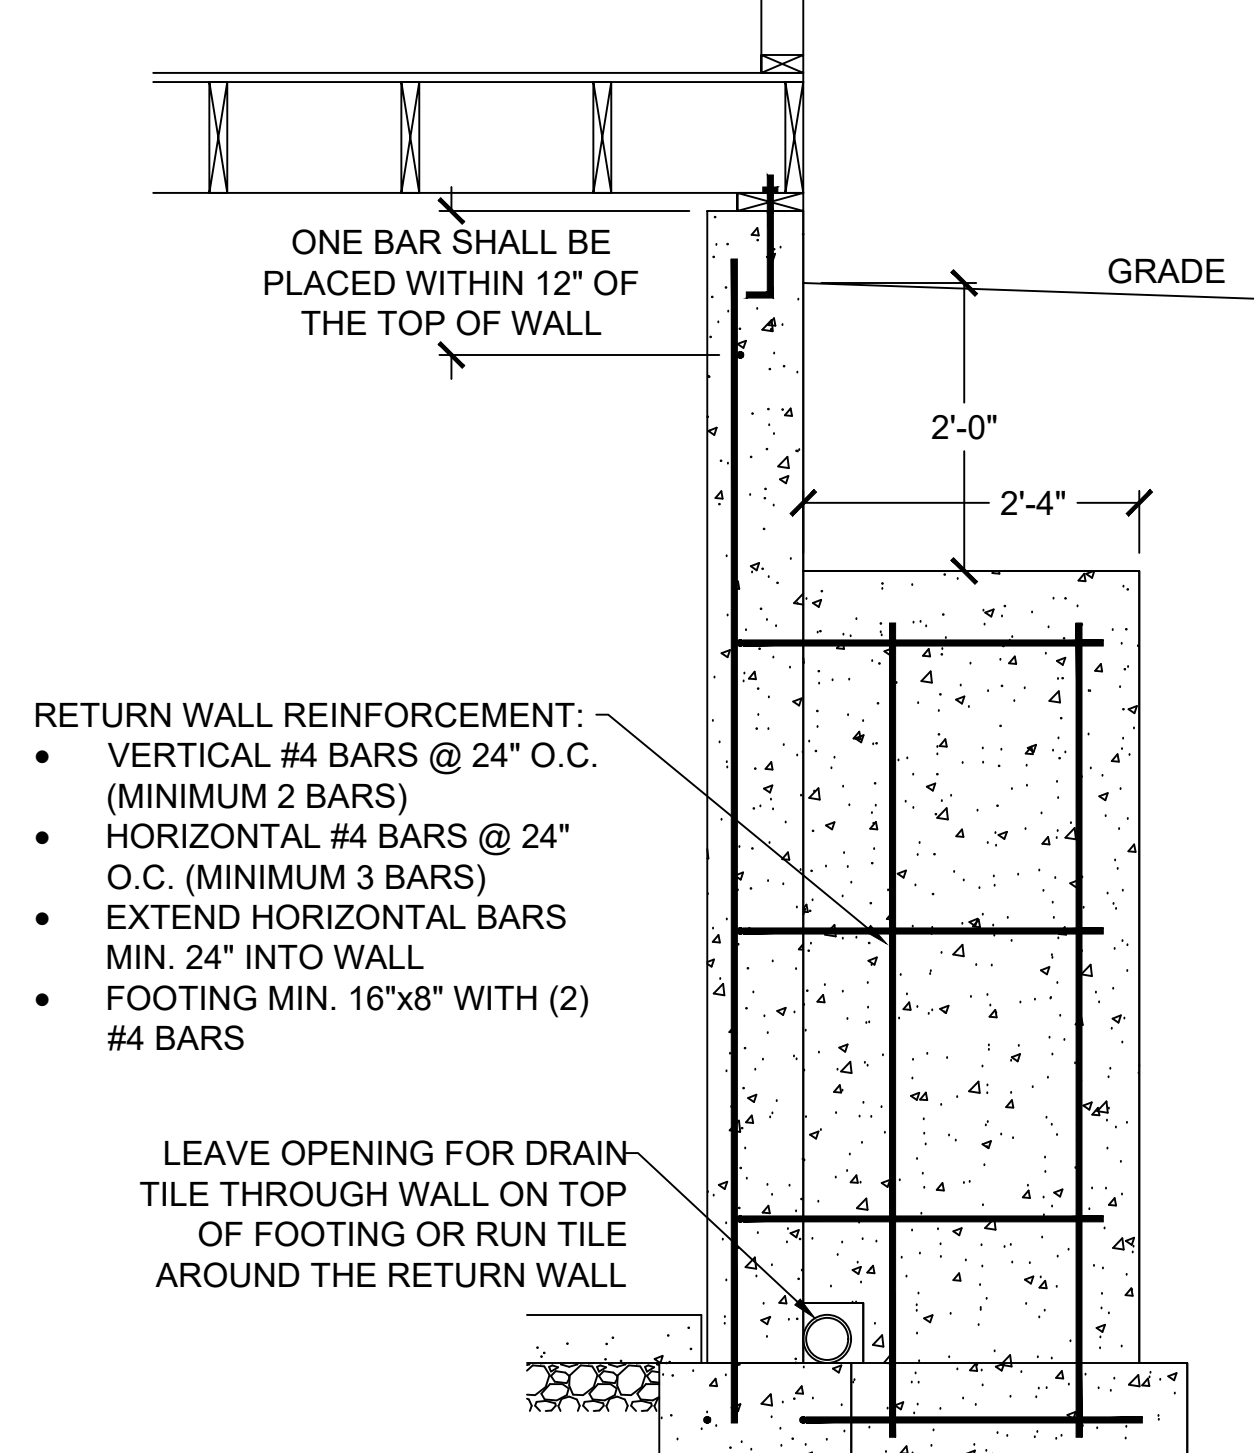 ONE BAR SHALL BE
PLACED WITHIN 12" OF
THE TOP OF WALL
GRADE
2'-0"
2'-4"
RETURN WALL REINFORCEMENT:
• VERTICAL #4 BARS @ 24" O.C.
(MINIMUM 2 BARS)
• HORIZONTAL #4 BARS @ 24"
O.C. (MINIMUM 3 BARS)
• EXTEND HORIZONTAL BARS
MIN. 24" INTO WALL
• FOOTING MIN. 16"x8" WITH (2)
#4 BARS
LEAVE OPENING FOR DRAIN
TILE THROUGH WALL ON TOP
OF FOOTING OR RUN TILE
AROUND THE RETURN WALL